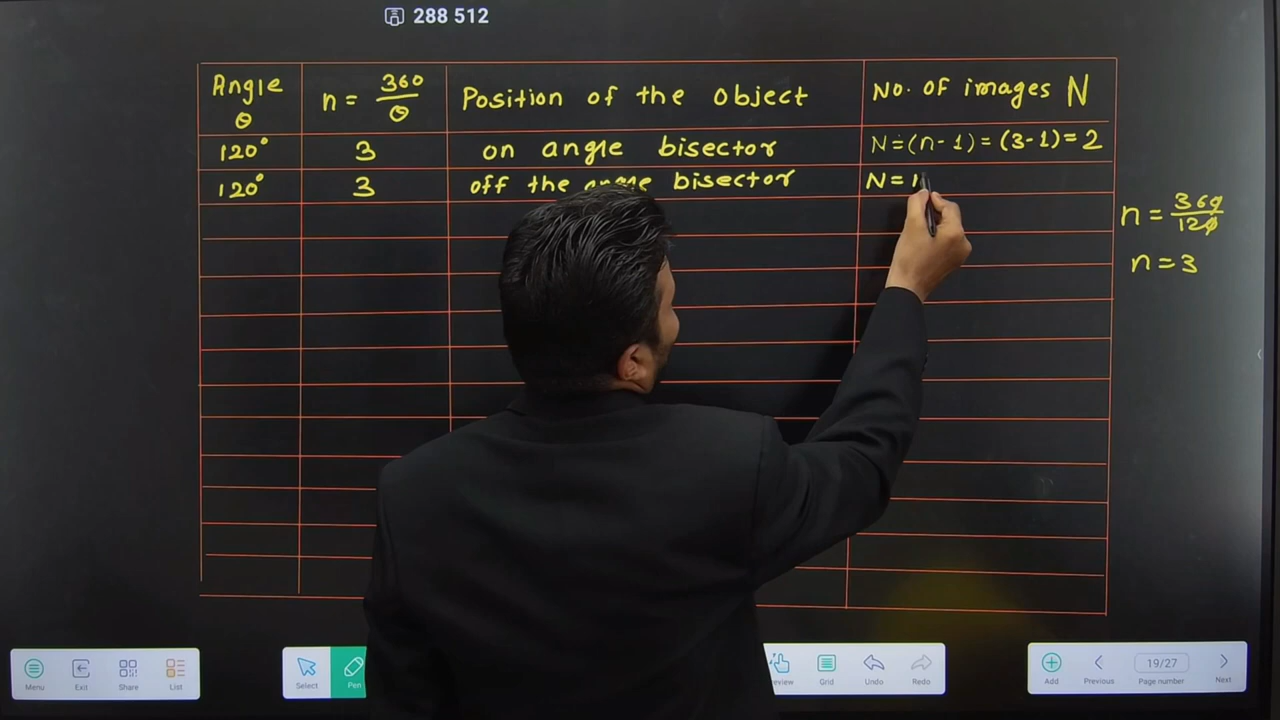 288 512
Angle θ n = 360/θ Position of the object No. of images N
120° 3 on angle bisector N = (n - 1) = (3 - 1) = 2
120° 3 off the angle bisector N =
n = 360/120
n = 3
Menu Exit Share List Select Pen Grid Undo Redo Add Previous 19/27 Page number Next